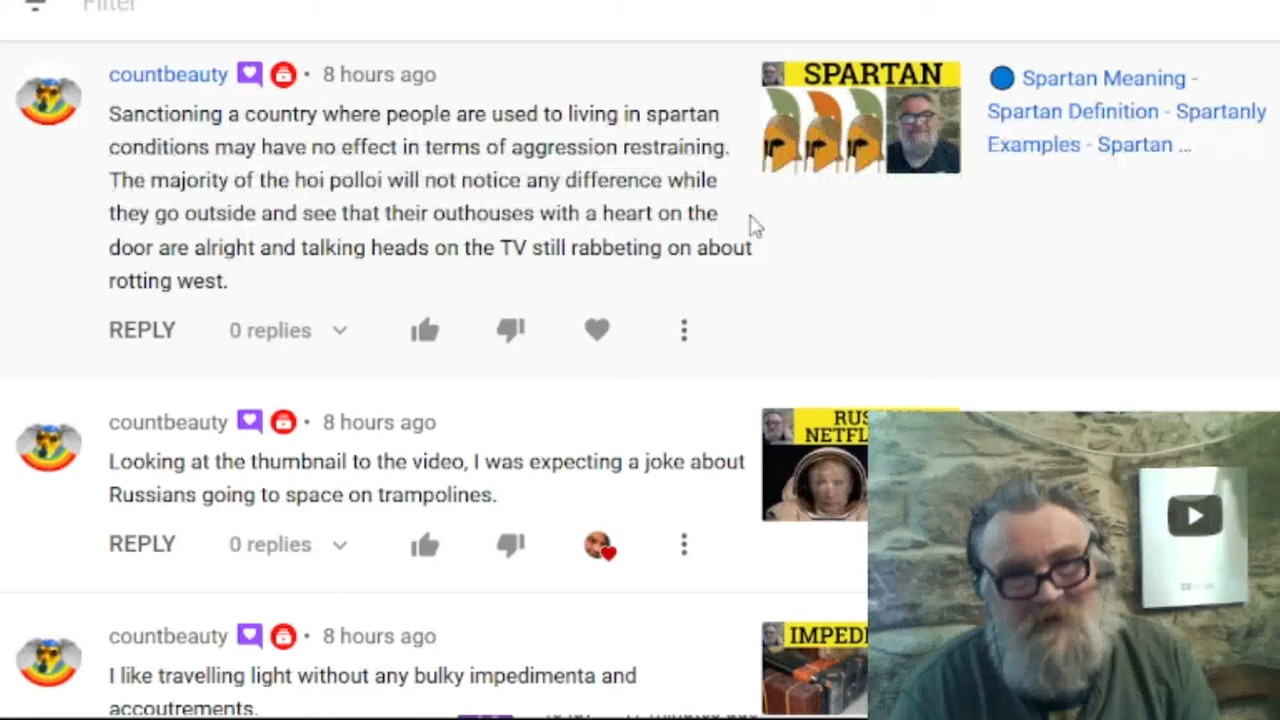 Filter
countbeauty • 8 hours ago
Sanctioning a country where people are used to living in spartan
conditions may have no effect in terms of aggression restraining.
The majority of the hoi polloi will not notice any difference while
they go outside and see that their outhouses with a heart on the
door are alright and talking heads on the TV still rabbeting on about
rotting west.
REPLY 0 replies
SPARTAN
Spartan Meaning -
Spartan Definition - Spartanly
Examples - Spartan ...
countbeauty • 8 hours ago
Looking at the thumbnail to the video, I was expecting a joke about
Russians going to space on trampolines.
REPLY 0 replies
RUS
NETFL
countbeauty • 8 hours ago
I like travelling light without any bulky impedimenta and
accoutrements.
IMPEDI